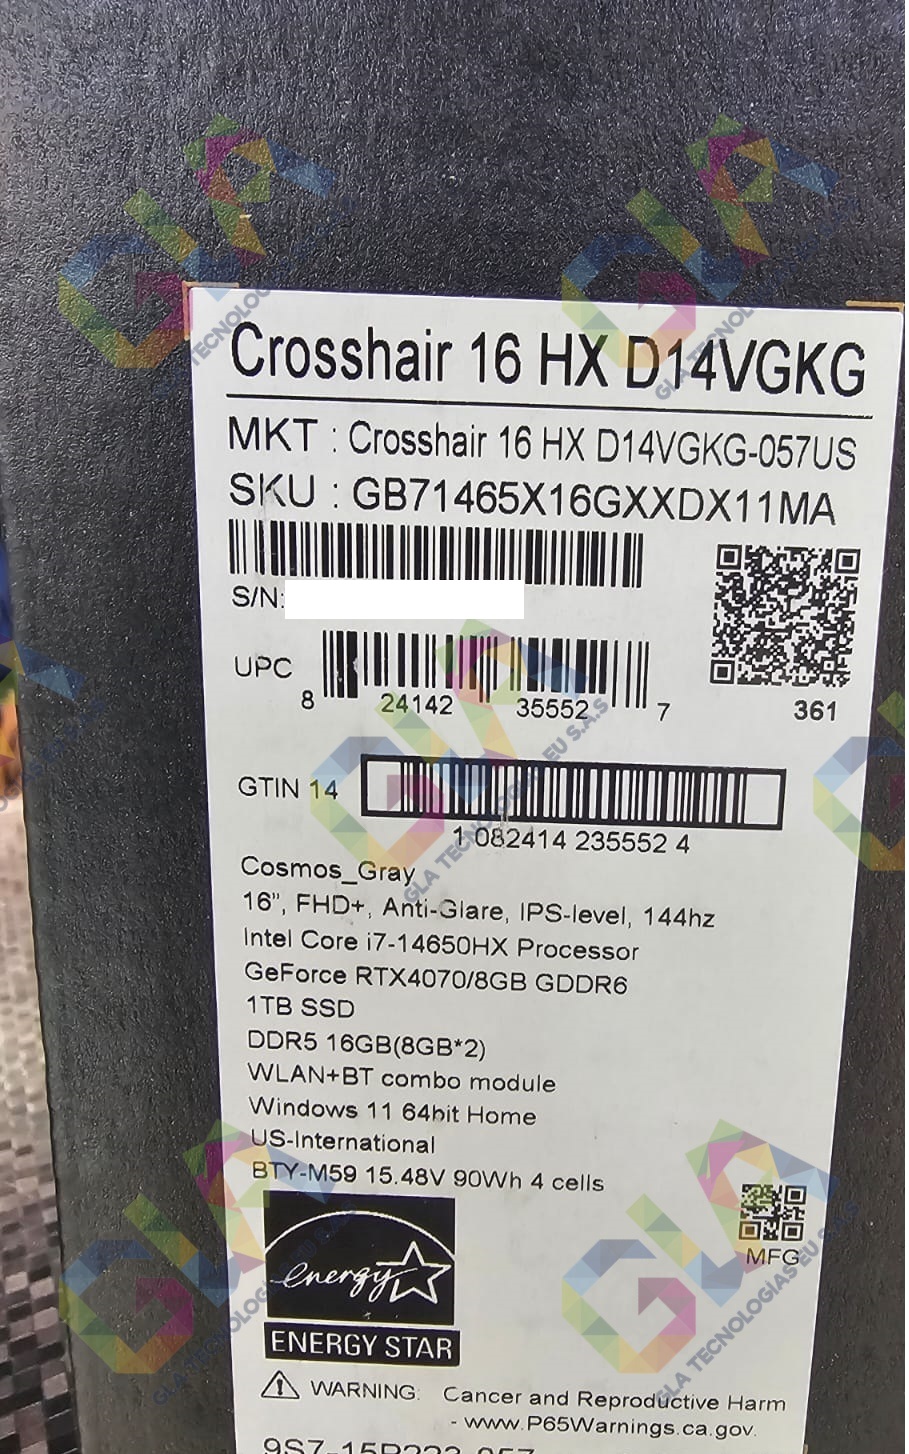 Crosshair 16 HX D14VGKG
MKT : Crosshair 16 HX D14VGKG-057US
SKU : GB71465X16GXXDX11MA
S/N:
UPC
8 24142 35552 7
361
GTIN 14
1 082414 235552 4
Cosmos_Gray
16", FHD+, Anti-Glare, IPS-level, 144hz
Intel Core i7-14650HX Processor
GeForce RTX4070/8GB GDDR6
1TB SSD
DDR5 16GB(8GB*2)
WLAN+BT combo module
Windows 11 64bit Home
US-International
BTY-M59 15.48V 90Wh 4 cells
energy
MFG
ENERGY STAR
WARNING: Cancer and Reproductive Harm
- www.P65Warnings.ca.gov.
GLA TECNOLOGÍAS EU S.A.S